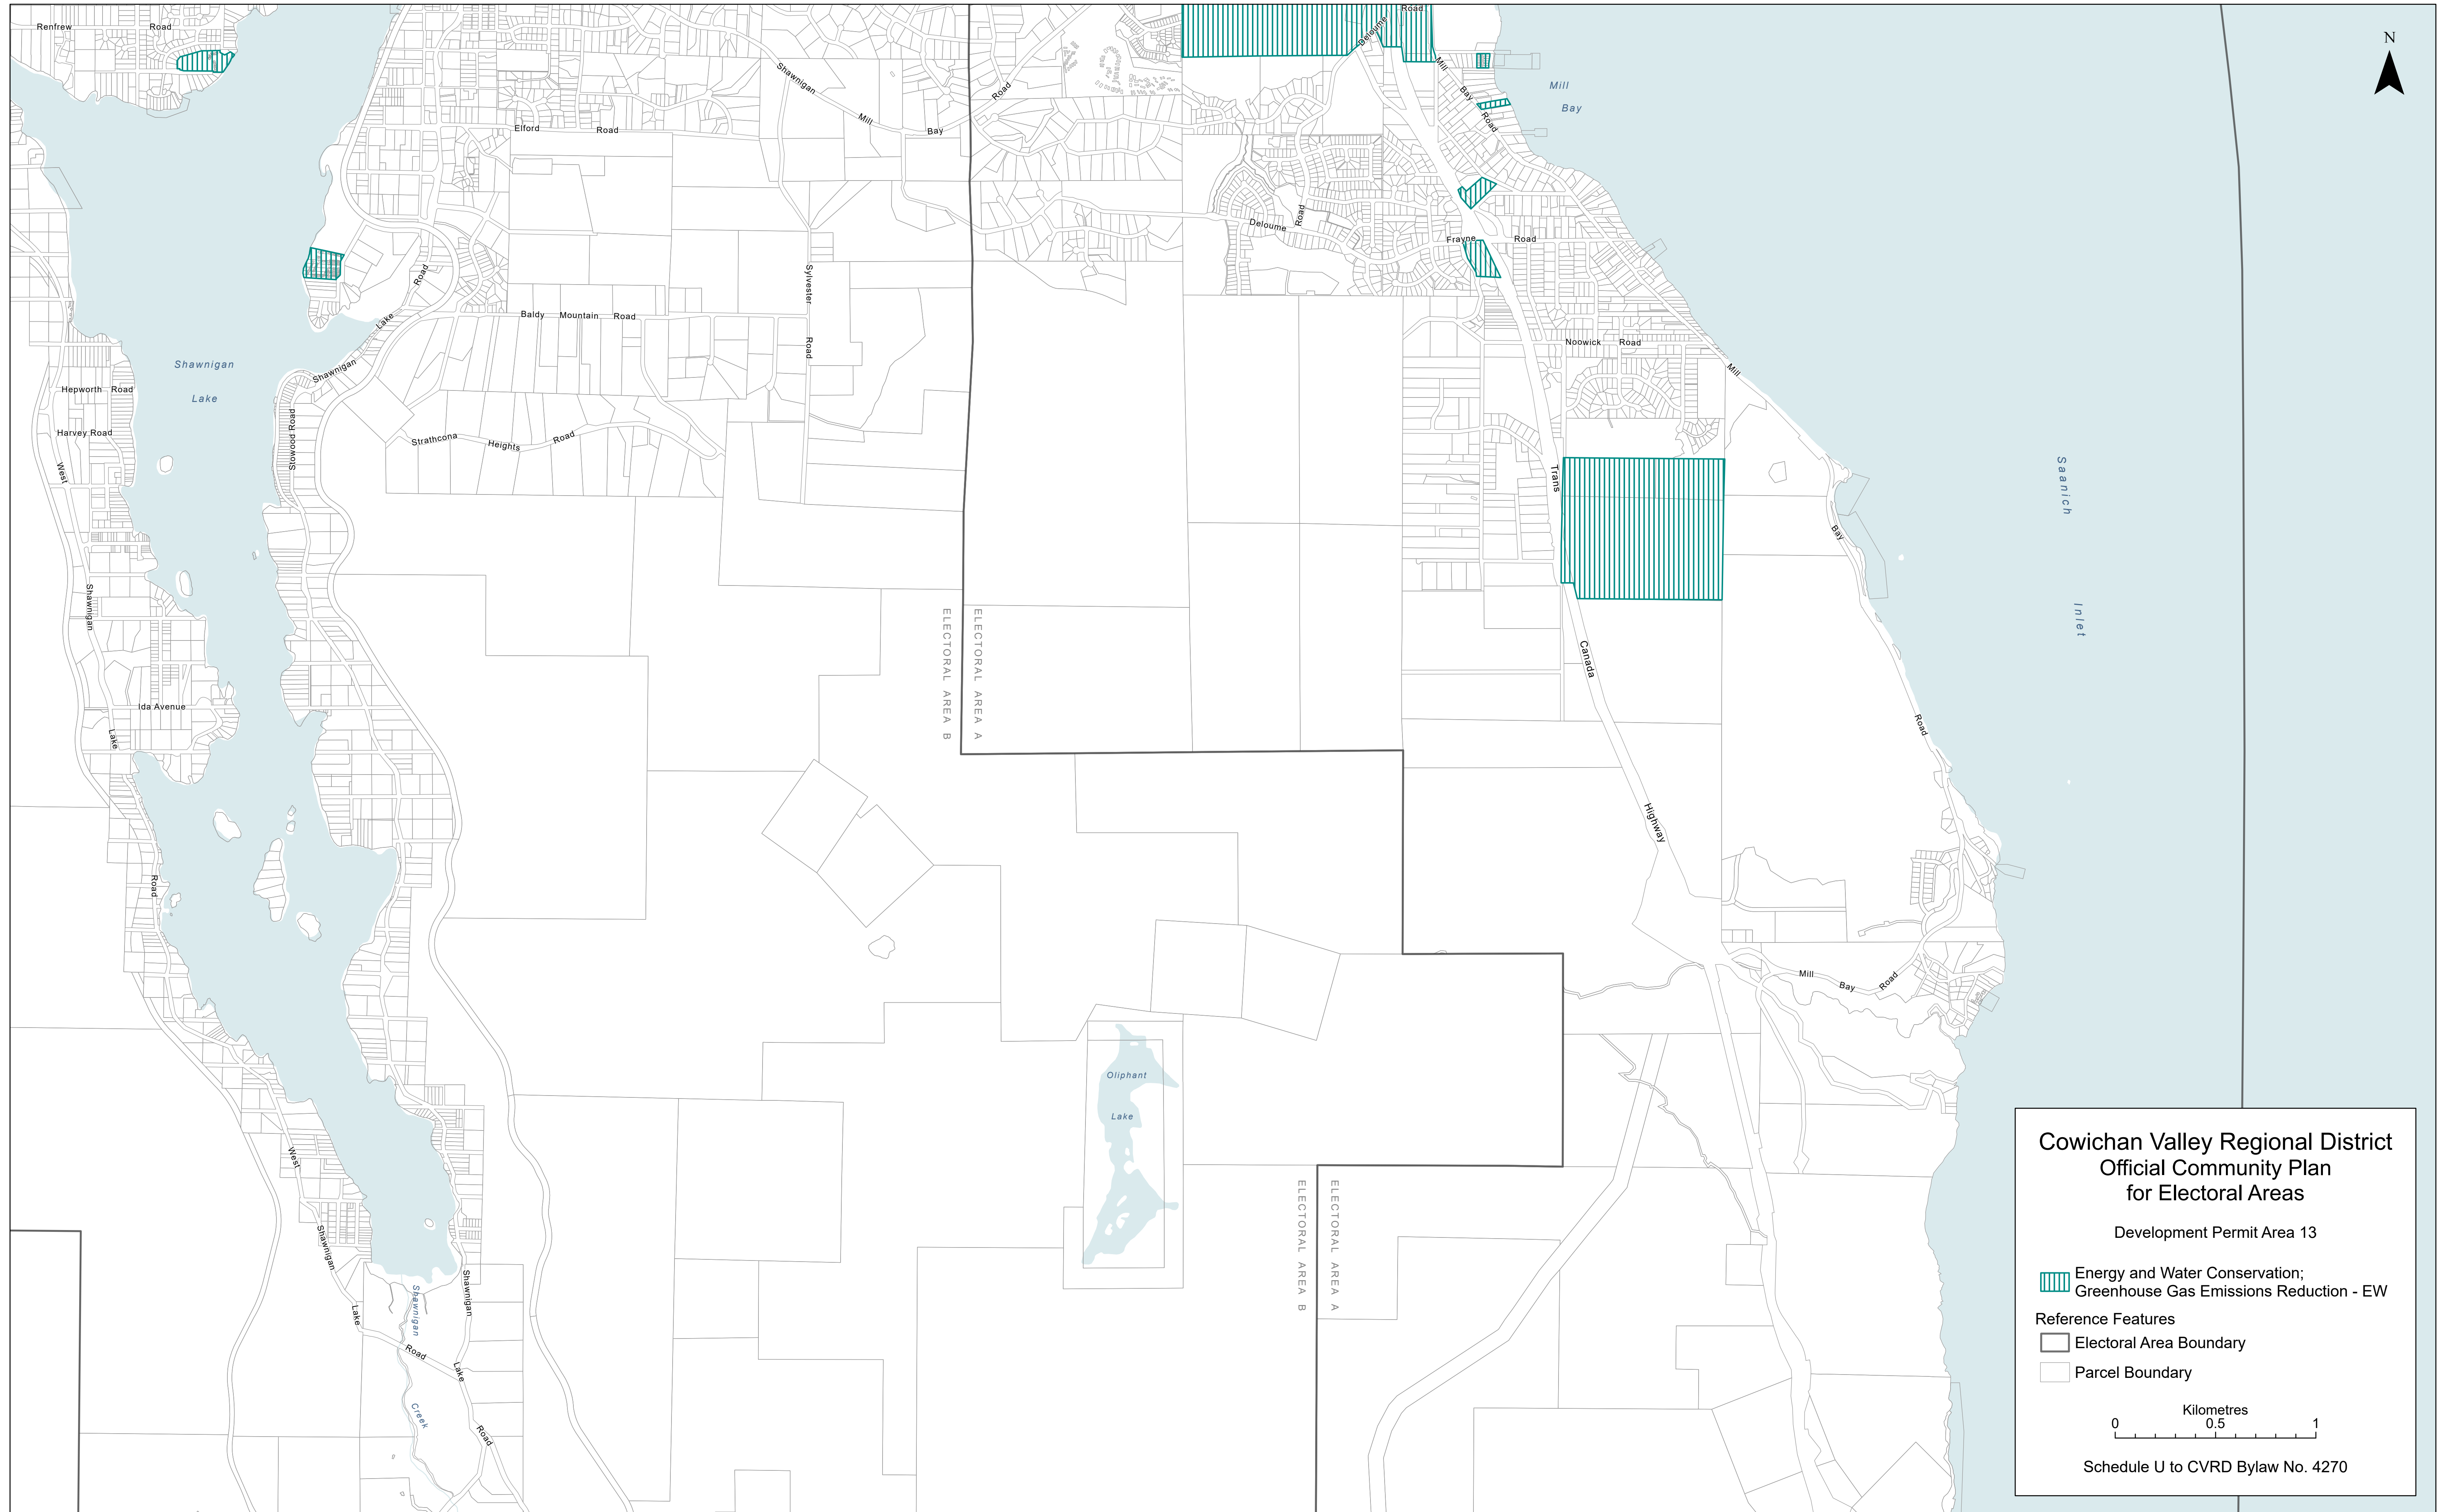 Renfrew Road
Deloume Road
N
Shawnigan Mill Bay Road
Mill Bay Road
Mill
Bay
Elford Road
Deloume Road
Frayne Road
Shawnigan Lake Road
Sylvester Road
Baldy Mountain Road
Noowick Road
Shawnigan
Lake
Hepworth Road
Harvey Road
Stowood Road
Strathcona Heights Road
Mill Bay Road
Trans Canada Highway
Saanich Inlet
West Shawnigan Lake Road
ELECTORAL AREA B
ELECTORAL AREA A
Ida Avenue
Mill Bay Road
Oliphant
Lake
West Shawnigan Lake Road
ELECTORAL AREA B
ELECTORAL AREA A
Shawnigan Creek
Shawnigan Lake Road
Cowichan Valley Regional District
Official Community Plan
for Electoral Areas
Development Permit Area 13
Energy and Water Conservation;
Greenhouse Gas Emissions Reduction - EW
Reference Features
Electoral Area Boundary
Parcel Boundary
Kilometres
0 0.5 1
Schedule U to CVRD Bylaw No. 4270